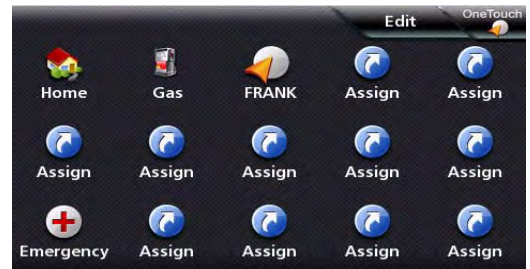 Edit OneTouch
Home Gas FRANK Assign Assign
Assign Assign Assign Assign Assign
Emergency Assign Assign Assign Assign